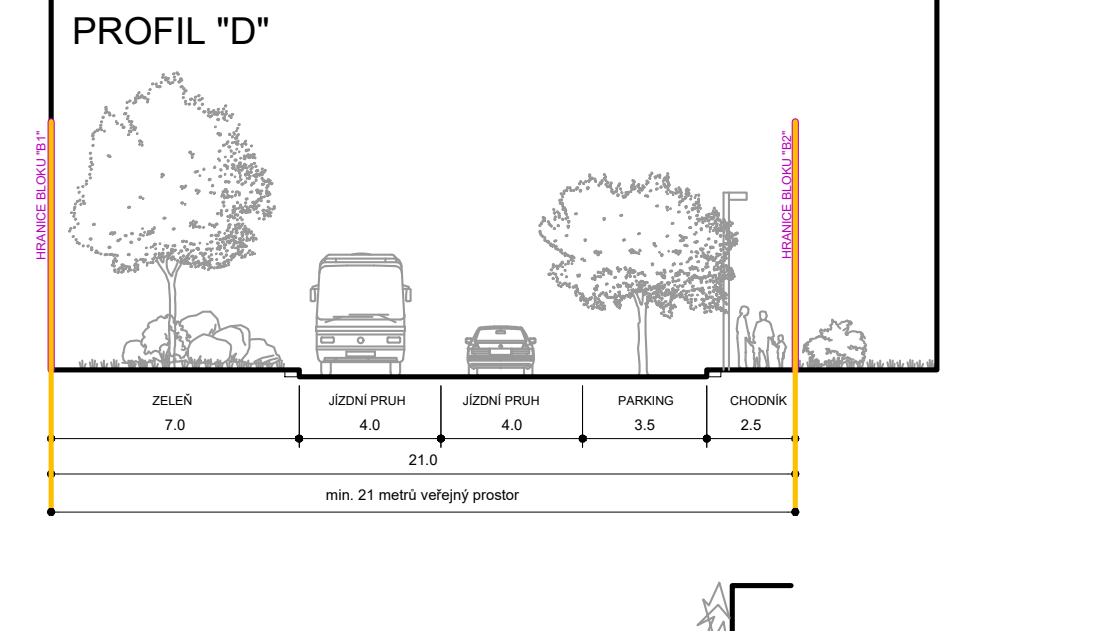 PROFIL "D"
HRANICE BLOKU "B1"
HRANICE BLOKU "B2"
ZELEŇ JÍZDNÍ PRUH JÍZDNÍ PRUH PARKING CHODNÍK
7.0 4.0 4.0 3.5 2.5
21.0
min. 21 metrů veřejný prostor